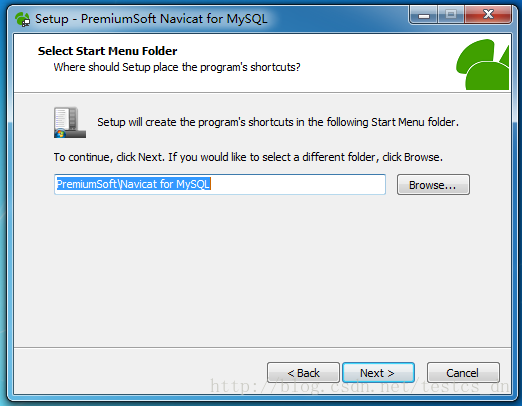 Setup - PremiumSoft Navicat for MySQL
Select Start Menu Folder
Where should Setup place the program's shortcuts?
Setup will create the program's shortcuts in the following Start Menu folder.
To continue, click Next. If you would like to select a different folder, click Browse.
PremiumSoft\Navicat for MySQL
Browse...
< Back
Next >
Cancel
http://blog.csdn.net/testcs_dn